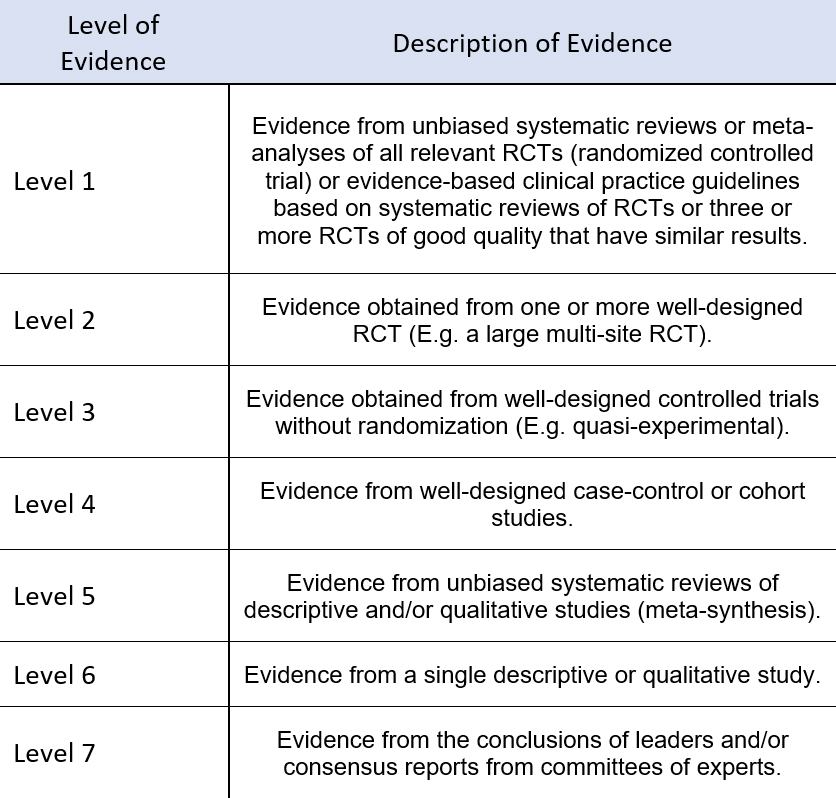 Level of
Evidence
Description of Evidence
Level 1
Evidence from unbiased systematic reviews or meta-
analyses of all relevant RCTs (randomized controlled
trial) or evidence-based clinical practice guidelines
based on systematic reviews of RCTs or three or
more RCTs of good quality that have similar results.
Level 2
Evidence obtained from one or more well-designed
RCT (E.g. a large multi-site RCT).
Level 3
Evidence obtained from well-designed controlled trials
without randomization (E.g. quasi-experimental).
Level 4
Evidence from well-designed case-control or cohort
studies.
Level 5
Evidence from unbiased systematic reviews of
descriptive and/or qualitative studies (meta-synthesis).
Level 6
Evidence from a single descriptive or qualitative study.
Level 7
Evidence from the conclusions of leaders and/or
consensus reports from committees of experts.